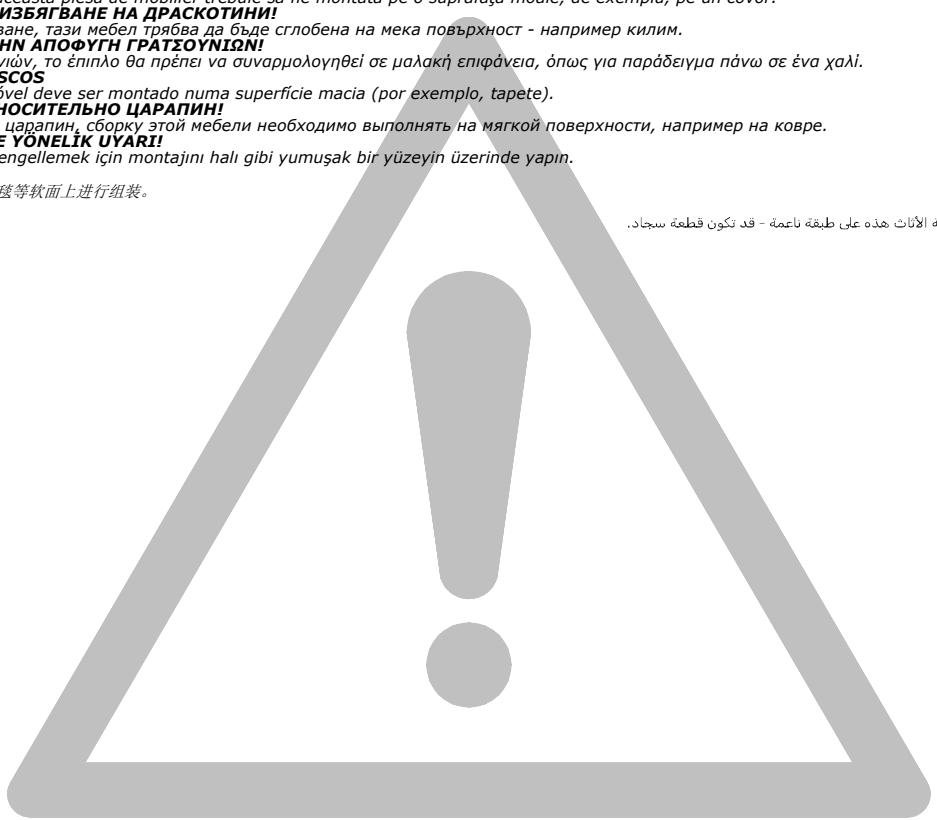 această piesă de mobilier trebuie să fie montată pe o suprafață moale, de exemplu, pe un covor.
ИЗБЯГВАНЕ НА ДРАСКОТИНИ!
ване, тази мебел трябва да бъде сглобена на мека повърхност - например килим.
ΗΝ ΑΠΟΦΥΓΗ ΓΡΑΤΣΟΥΝΙΩΝ!
νιών, το έπιπλο θα πρέπει να συναρμολογηθεί σε μαλακή επιφάνεια, όπως για παράδειγμα πάνω σε ένα χαλί.
SCOS
óvel deve ser montado numa superfície macia (por exemplo, tapete).
НОСИТЕЛЬНО ЦАРАПИН!
царапин, сборку этой мебели необходимо выполнять на мягкой поверхности, например на ковре.
E YÖNELİK UYARI!
engellemek için montajını halı gibi yumuşak bir yüzeyin üzerinde yapın.
毯等软面上进行组装。
ة الأثاث هذه على طبقة ناعمة - قد تكون قطعة سجاد.